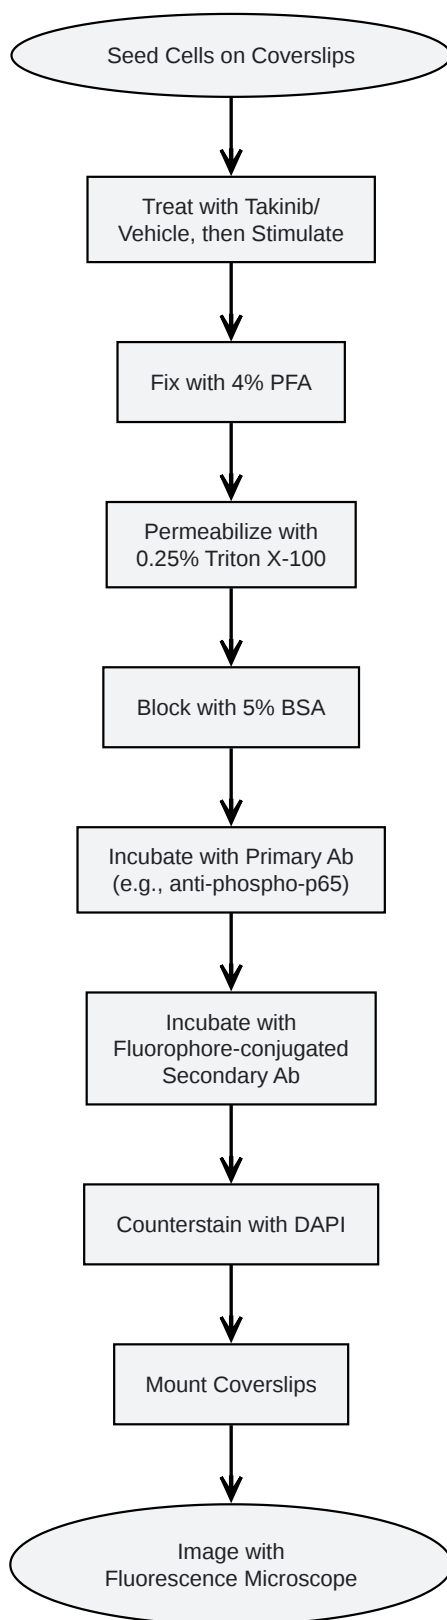 Seed Cells on Coverslips
Treat with Takinib/
Vehicle, then Stimulate
Fix with 4% PFA
Permeabilize with
0.25% Triton X-100
Block with 5% BSA
Incubate with Primary Ab
(e.g., anti-phospho-p65)
Incubate with
Fluorophore-conjugated
Secondary Ab
Counterstain with DAPI
Mount Coverslips
Image with
Fluorescence Microscope